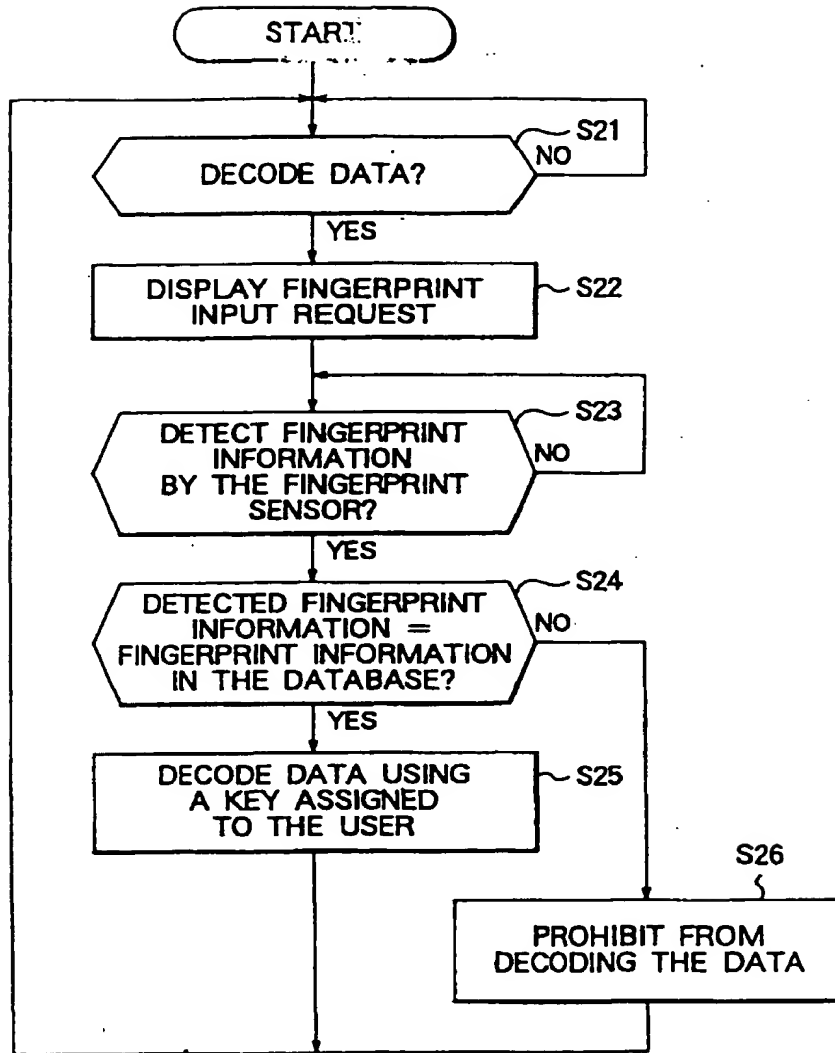 START
S21
NO
DECODE DATA?
YES
DISPLAY FINGERPRINT
INPUT REQUEST
S22
S23
DETECT FINGERPRINT
INFORMATION
BY THE FINGERPRINT
SENSOR?
NO
YES
S24
DETECTED FINGERPRINT
INFORMATION =
FINGERPRINT INFORMATION
IN THE DATABASE?
NO
YES
DECODE DATA USING
A KEY ASSIGNED
TO THE USER
S25
S26
PROHIBIT FROM
DECODING THE DATA